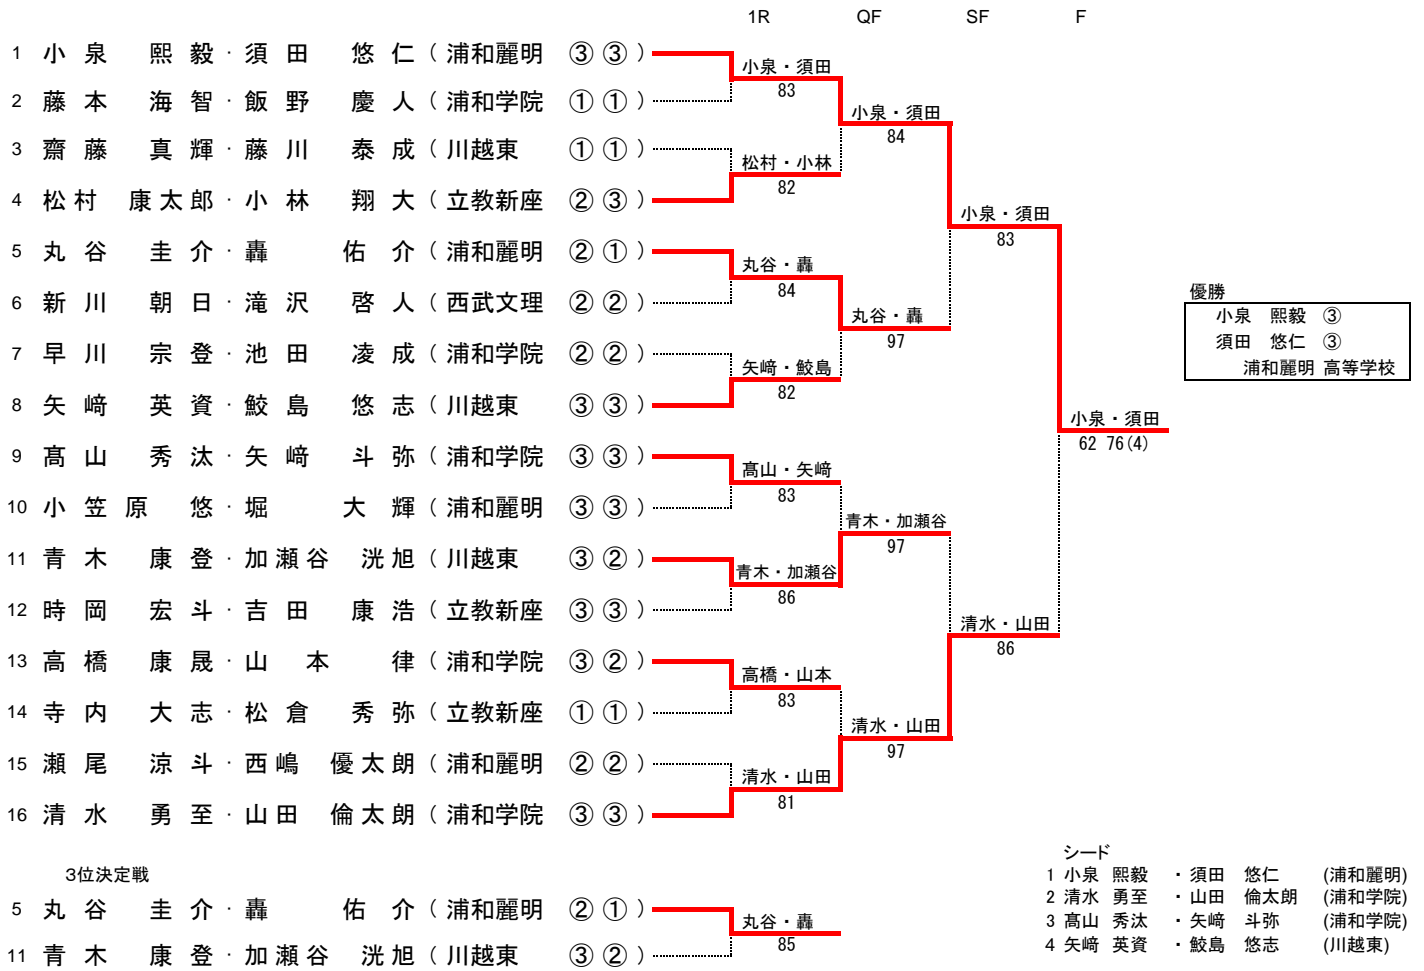 1R QF SF F
1 小泉 熙毅・須田 悠仁（浦和麗明 ③③）
小泉・須田
83
2 藤本 海智・飯野 慶人（浦和学院 ①①）
小泉・須田
84
3 齋藤 真輝・藤川 泰成（川越東 ①①）
松村・小林
82
4 松村 康太郎・小林 翔大（立教新座 ②③）
小泉・須田
83
5 丸谷 圭介・轟 佑介（浦和麗明 ②①）
丸谷・轟
84
6 新川 朝日・滝沢 啓人（西武文理 ②②）
丸谷・轟
97
優勝
小泉 熙毅 ③
須田 悠仁 ③
浦和麗明 高等学校
7 早川 宗登・池田 凌成（浦和学院 ②②）
矢﨑・鮫島
82
8 矢﨑 英資・鮫島 悠志（川越東 ③③）
小泉・須田
62 76(4)
9 髙山 秀汰・矢﨑 斗弥（浦和学院 ③③）
髙山・矢﨑
83
10 小笠原 悠・堀 大輝（浦和麗明 ③③）
青木・加瀬谷
97
11 青木 康登・加瀬谷 洸旭（川越東 ③②）
青木・加瀬谷
86
12 時岡 宏斗・吉田 康浩（立教新座 ③③）
清水・山田
86
13 高橋 康晟・山本 律（浦和学院 ③②）
高橋・山本
83
14 寺内 大志・松倉 秀弥（立教新座 ①①）
清水・山田
97
15 瀬尾 涼斗・西嶋 優太朗（浦和麗明 ②②）
清水・山田
81
16 清水 勇至・山田 倫太朗（浦和学院 ③③）
3位決定戦
5 丸谷 圭介・轟 佑介（浦和麗明 ②①）
丸谷・轟
85
11 青木 康登・加瀬谷 洸旭（川越東 ③②）
シード
1 小泉 熙毅 ・須田 悠仁 (浦和麗明)
2 清水 勇至 ・山田 倫太朗 (浦和学院)
3 髙山 秀汰 ・矢﨑 斗弥 (浦和学院)
4 矢﨑 英資 ・鮫島 悠志 (川越東)